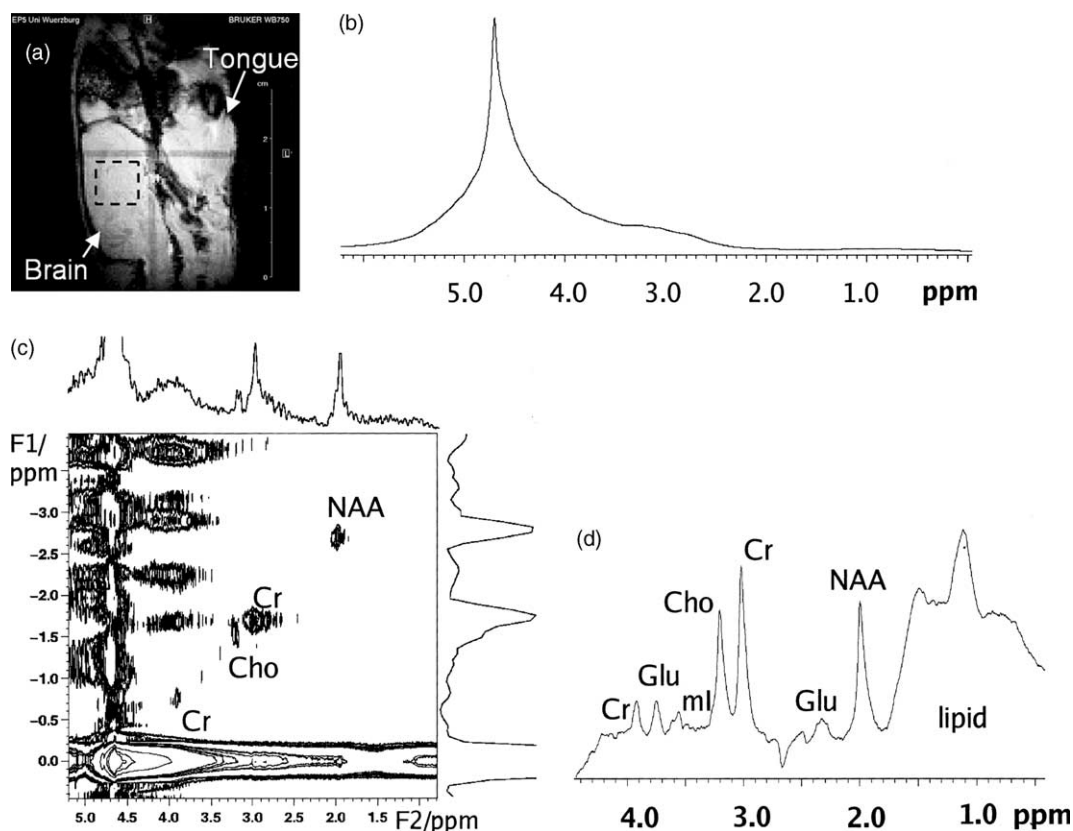 EPS Uni Wuerzburg H BRUKER WB750
(a)
Tongue
cm
2
L
1
0
Brain
(b)
5.0 4.0 3.0 2.0 1.0 ppm
(c)
F1/
ppm
-3.0
-2.5
-2.0
-1.5
-1.0
-0.5
0.0
NAA
Cr
Cho
Cr
5.0 4.5 4.0 3.5 3.0 2.5 2.0 1.5 1.0
F2/ppm
(d)
Cr
Cho
NAA
Glu
mI
Cr
Glu
lipid
4.0 3.0 2.0 1.0 ppm